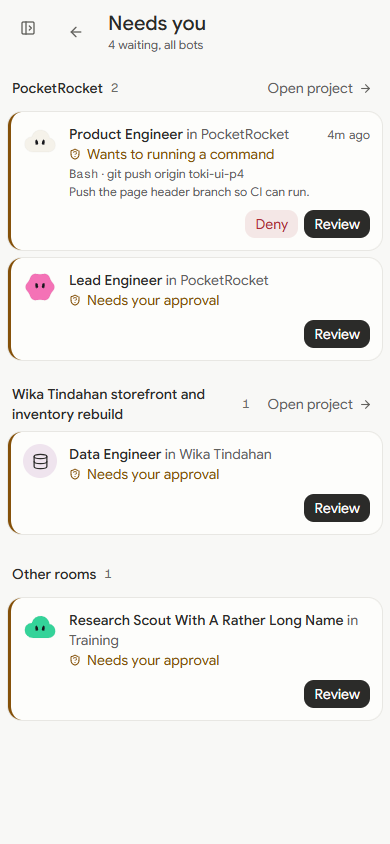 Needs you
4 waiting, all bots
PocketRocket 2 Open project →
Product Engineer in PocketRocket 4m ago
Wants to running a command
Bash · git push origin toki-ui-p4
Push the page header branch so CI can run.
Deny Review
Lead Engineer in PocketRocket
Needs your approval
Review
Wika Tindahan storefront and
inventory rebuild 1 Open project →
Data Engineer in Wika Tindahan
Needs your approval
Review
Other rooms 1
Research Scout With A Rather Long Name in
Training
Needs your approval
Review